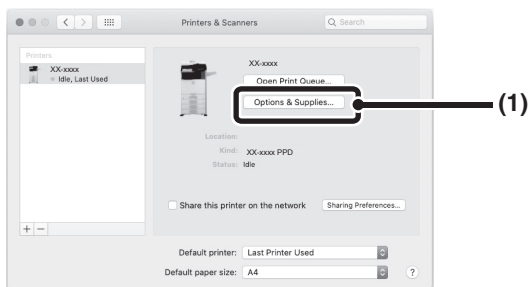 Printers & Scanners
Search
Printers
XX-xxxx
Idle, Last Used
XX-xxxx
Open Print Queue...
Options & Supplies...
(1)
Location:
Kind: XX-xxxx PPD
Status: Idle
Share this printer on the network
Sharing Preferences...
+ −
Default printer: Last Printer Used
Default paper size: A4
?